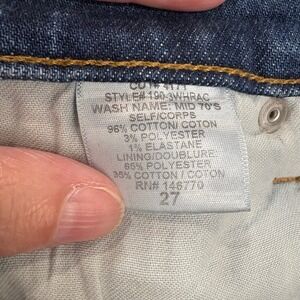 STYLE# 190-3WHRAC
WASH NAME: MID 70'S
SELF/CORPS
96% COTTON/ COTON
3% POLYESTER
1% ELASTANE
LINING/DOUBLURE:
65% POLYESTER
35% COTTON / COTON
RN# 146770
27